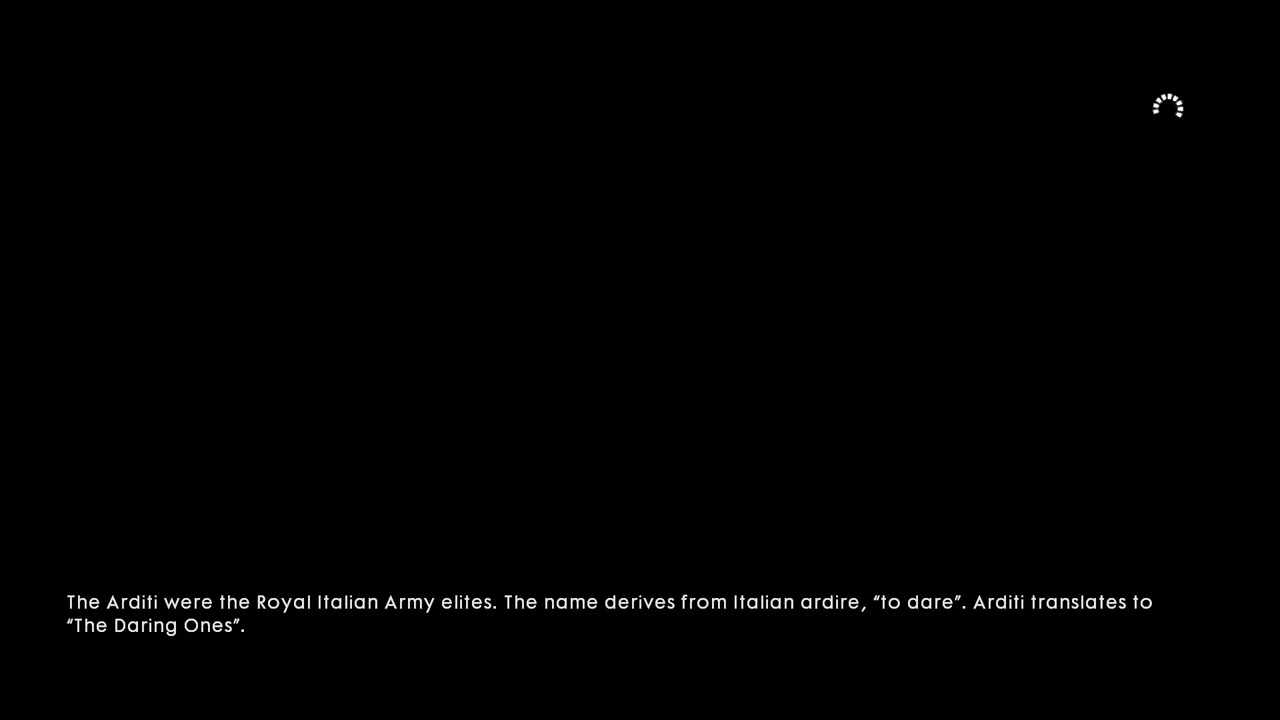 The Arditi were the Royal Italian Army elites. The name derives from Italian ardire, “to dare”. Arditi translates to
“The Daring Ones”.